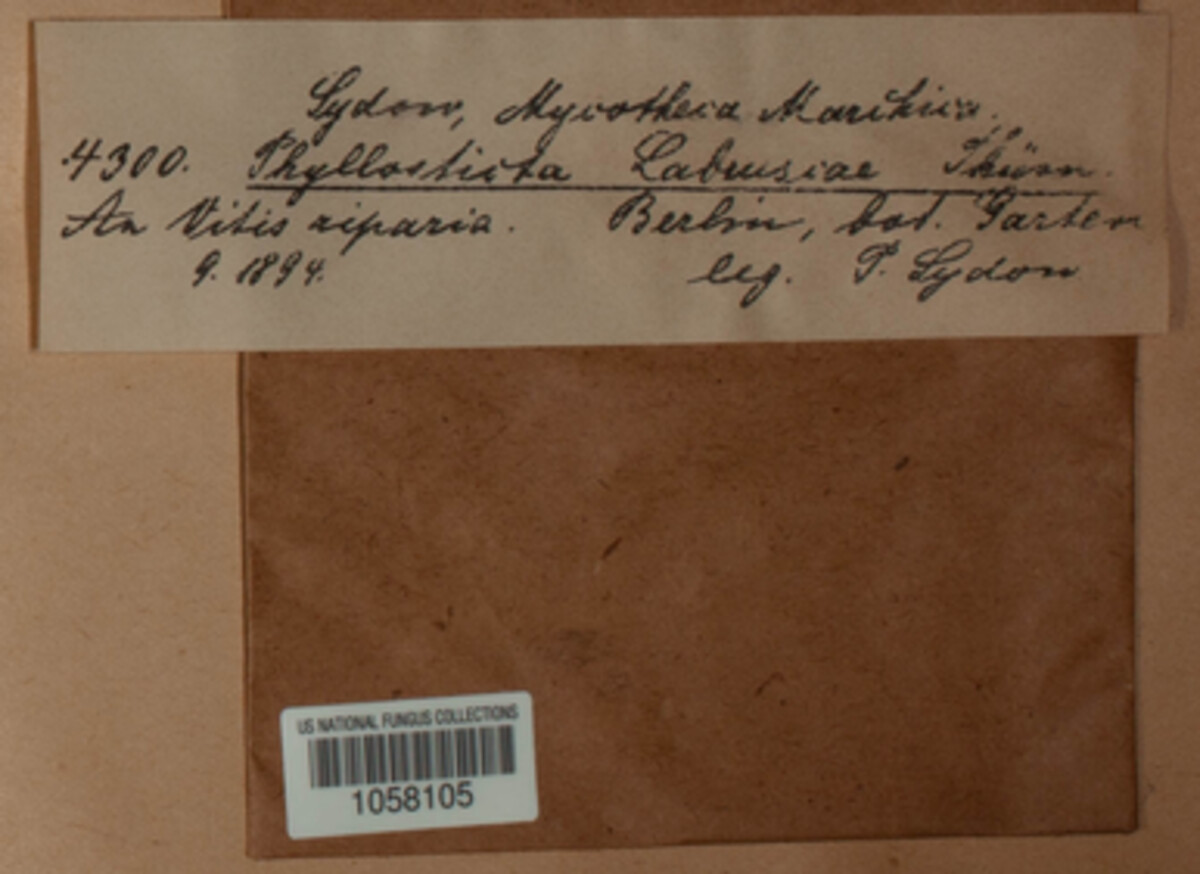 Sydow, Mycotheca Marchica.
4300. Phyllosticta Labruscae Thüm.
An Vitis riparia. Berlin, bot. Garten
9. 1894. leg. P. Sydow
US NATIONAL FUNGUS COLLECTIONS
1058105